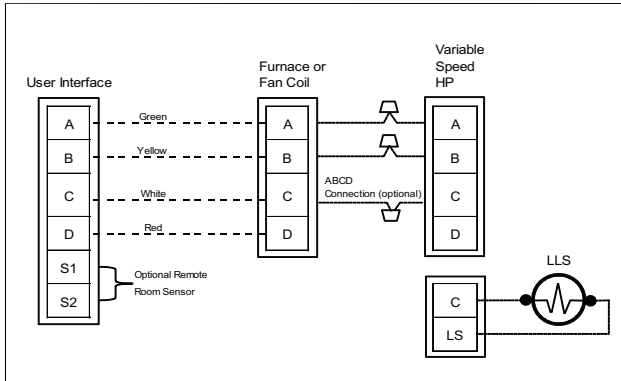 Variable
Speed
HP
Furnace or
Fan Coil
User Interface
A
Green
A
A
B
Yellow
B
B
C
White
C
ABCD
Connection (optional)
C
D
Red
D
D
S1
S2
Optional Remote
Room Sensor
LLS
C
LS